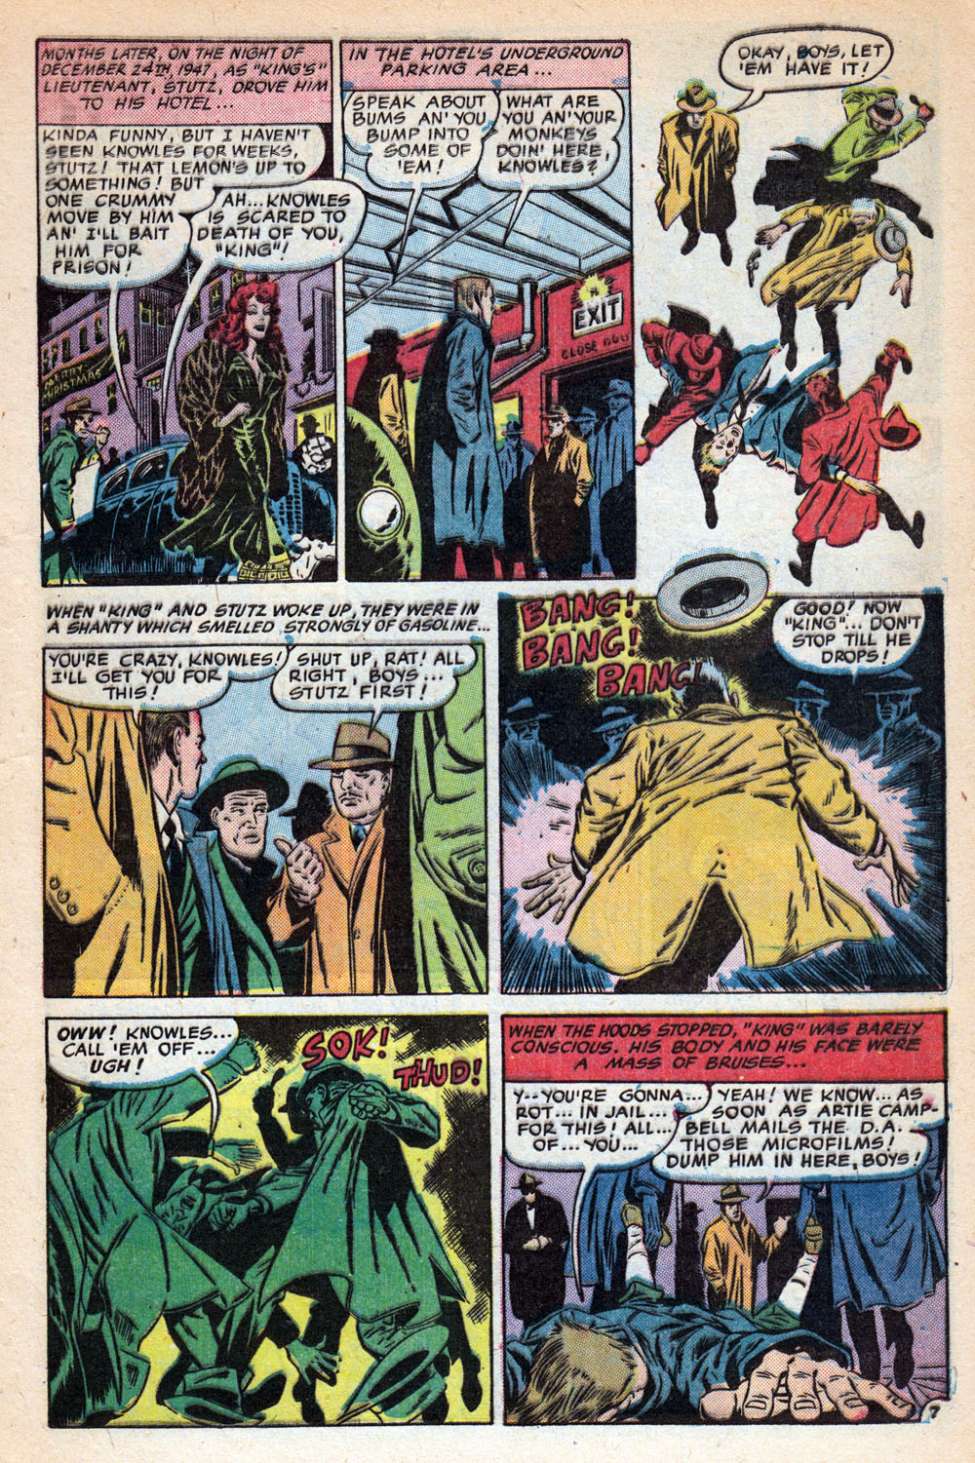 MONTHS LATER, ON THE NIGHT OF
DECEMBER 24TH, 1947, AS "KING'S"
LIEUTENANT, STUTZ, DROVE HIM
TO HIS HOTEL...
KINDA FUNNY, BUT I HAVEN'T
SEEN KNOWLES FOR WEEKS,
STUTZ! THAT LEMON'S UP TO
SOMETHING! BUT
ONE CRUMMY
MOVE BY HIM
AN' I'LL BAIT
HIM FOR
PRISON!
AH...KNOWLES
IS SCARED TO
DEATH OF YOU,
"KING"!
MERRY
CHRISTMAS
IN THE HOTEL'S UNDERGROUND
PARKING AREA...
SPEAK ABOUT
BUMS AN' YOU
BUMP INTO
SOME OF
'EM!
WHAT ARE
YOU AN' YOUR
MONKEYS
DOIN' HERE,
KNOWLES?
EXIT
CLOSE DOO
OKAY, BOYS, LET
'EM HAVE IT!
WHEN "KING" AND STUTZ WOKE UP, THEY WERE IN
A SHANTY WHICH SMELLED STRONGLY OF GASOLINE...
YOU'RE CRAZY, KNOWLES!
I'LL GET YOU FOR
THIS!
SHUT UP, RAT! ALL
RIGHT, BOYS...
STUTZ FIRST!
BANG!
BANG!
BANG!
GOOD! NOW
"KING"... DON'T
STOP TILL HE
DROPS!
OWW! KNOWLES...
CALL 'EM OFF...
UGH!
SOK!
THUD!
WHEN THE HOODS STOPPED, "KING" WAS BARELY
CONSCIOUS. HIS BODY AND HIS FACE WERE
A MASS OF BRUISES...
Y--YOU'RE GONNA...
ROT... IN JAIL...
FOR THIS! ALL...
OF... YOU...
YEAH! WE KNOW... AS
SOON AS ARTIE CAMP-
BELL MAILS THE D.A.
THOSE MICROFILMS!
DUMP HIM IN HERE, BOYS!
7